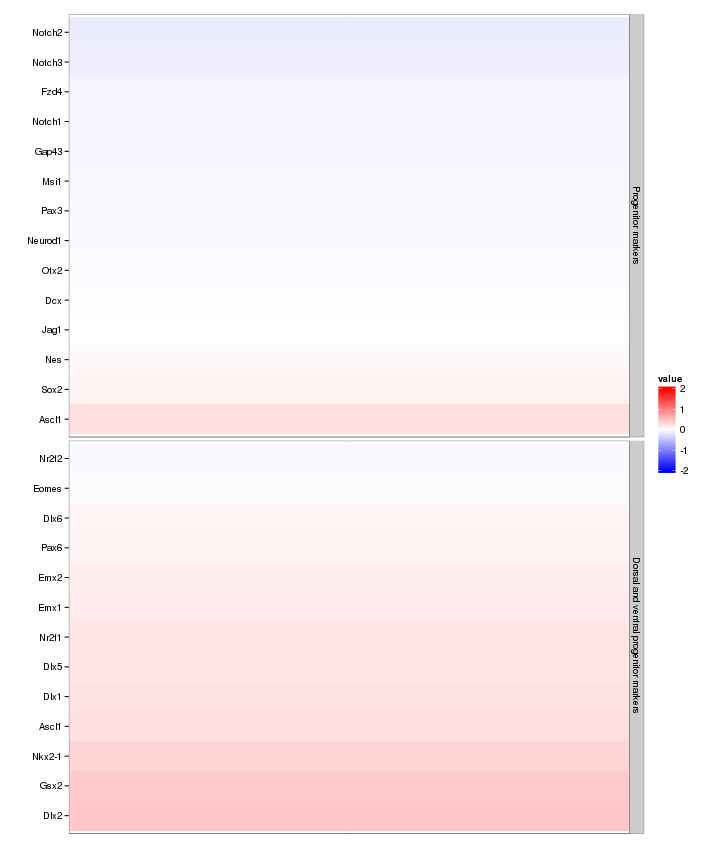 Notch2
Notch3
Fzd4
Notch1
Gap43
Msi1
Pax3
Neurod1
Otx2
Dcx
Jag1
Nes
Sox2
Ascl1
Progenitor markers
Nr2f2
Eomes
Dlx6
Pax6
Emx2
Emx1
Nr2f1
Dlx5
Dlx1
Ascl1
Nkx2-1
Gsx2
Dlx2
Dorsal and ventral progenitor markers
value
2
1
0
-1
-2